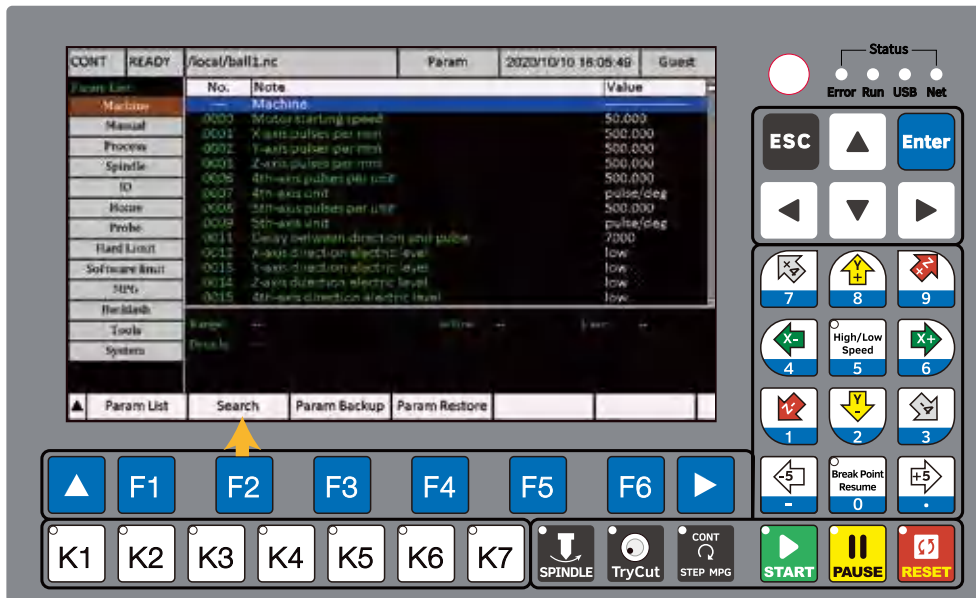 CONT READY /local/ball1.nc Param 2020/10/10 16:05:49 Guest
Param List No. Note Value
Machine
Machine
0000 Motor starting speed 50.000
Manual
0001 X-axis pulses per mm 500.000
Process
0002 Y-axis pulses per mm 500.000
Spindle
Z-axis pulses per mm 500.000
IO
0006 4th-axis pulses per unit 500.000
0007 4th-axis unit pulse/deg
Home
0008 5th-axis pulses per unit 500.000
Probe
0009 5th-axis unit pulse/deg
Hard Limit
0011 Delay between direction and pulse 7000
Software limit
X-axis direction electric level low
MPG
Y-axis direction electric level low
0014 Z-axis direction electric level low
Backlash
0015 4th-axis direction electric level low
Tools
Range: --
System
Details: --
Param List Search Param Backup Param Restore
Status
Error Run USB Net
ESC Enter
X- 4
7
Y+
8
9
X-
4
High/Low
Speed
5
X+
6
Z-
1
Y-
2
3
-5
-
Break Point
Resume
0
+5
.
F1 F2 F3 F4 F5 F6
K1 K2 K3 K4 K5 K6 K7
SPINDLE
TryCut
CONT
STEP MPG
START
PAUSE
RESET